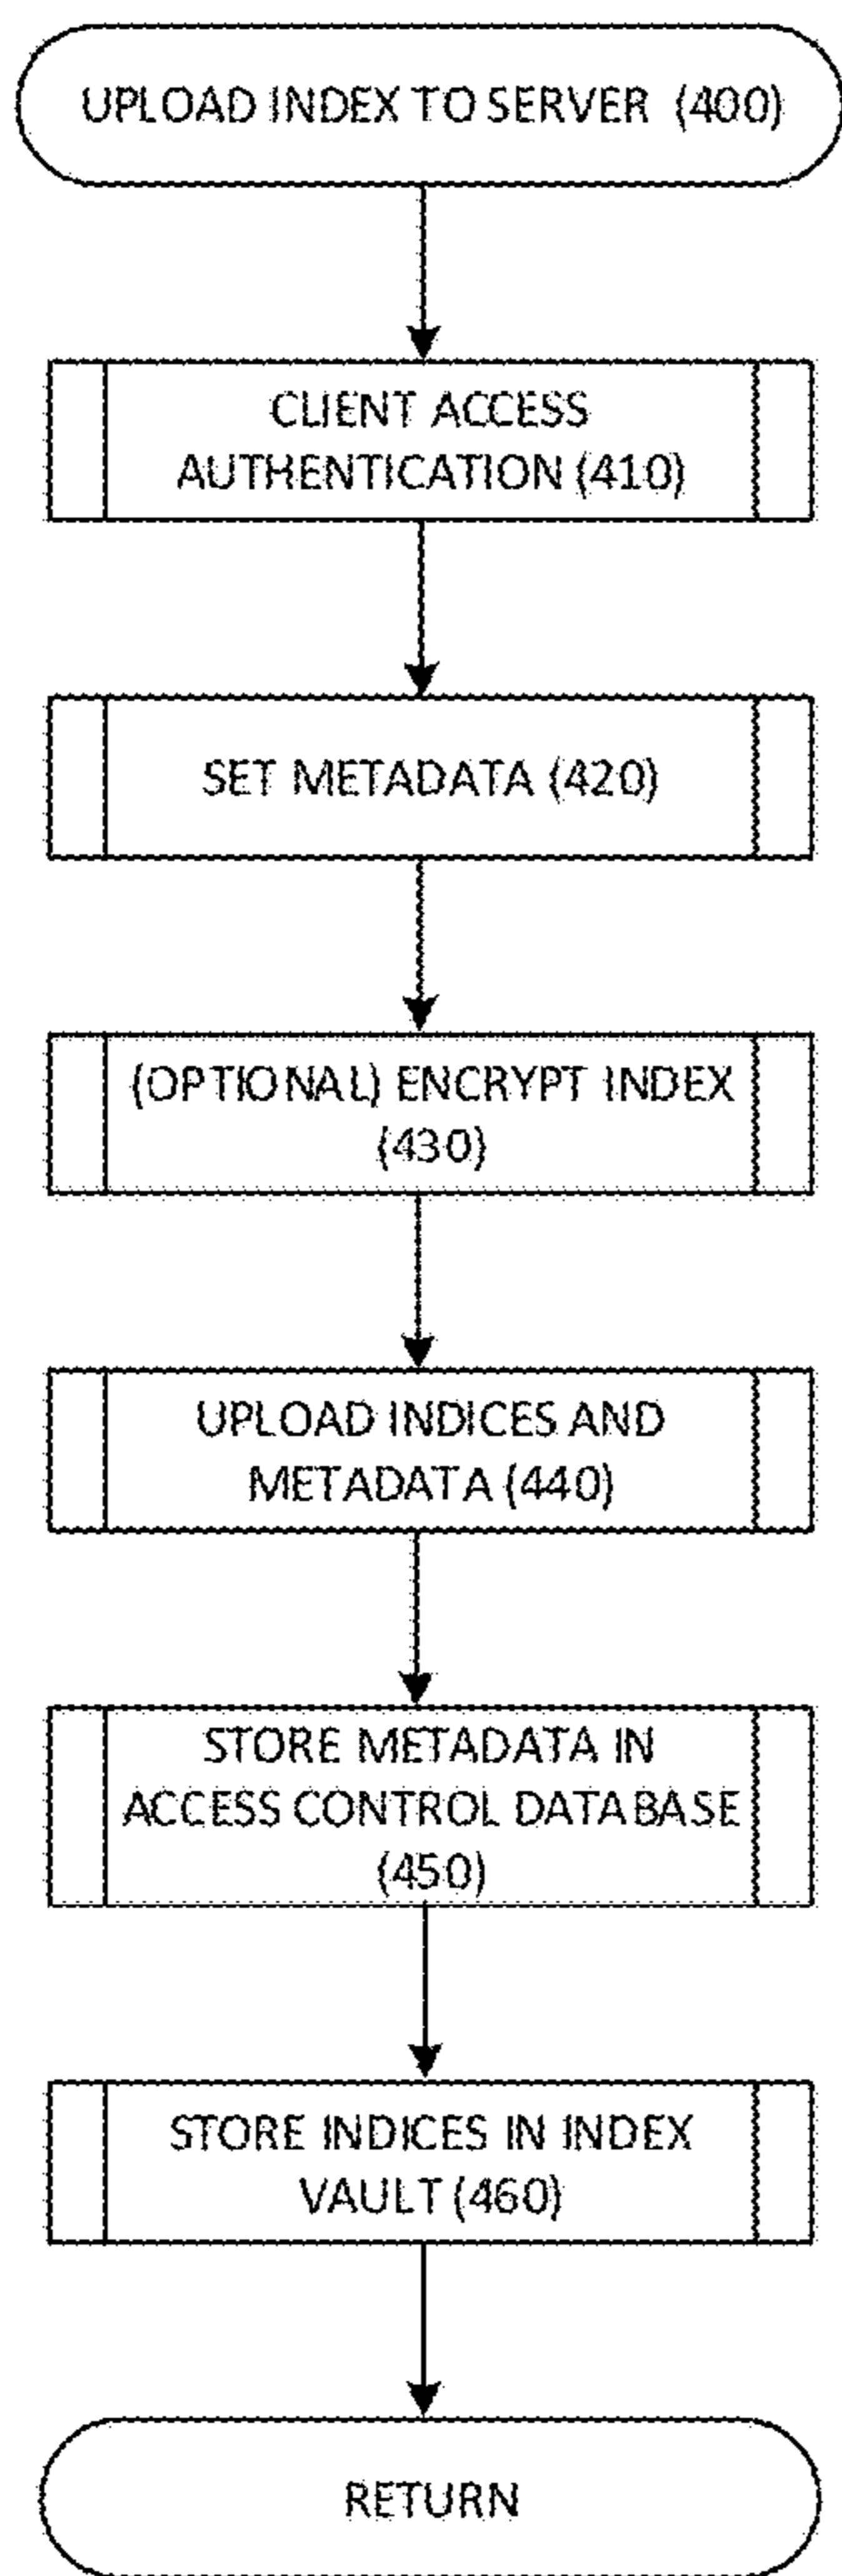 UPLOAD INDEX TO SERVER (400)
CLIENT ACCESS
AUTHENTICATION (410)
SET METADATA (420)
(OPTIONAL) ENCRYPT INDEX
(430)
UPLOAD INDICES AND
METADATA (440)
STORE METADATA IN
ACCESS CONTROL DATABASE
(450)
STORE INDICES IN INDEX
VAULT (460)
RETURN